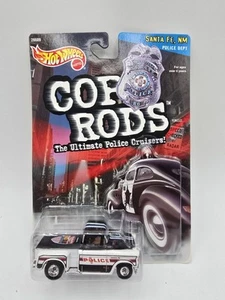 Hot Wheels
SANTA FE, NM
POLICE DEPT
COP
RODS
The Ultimate Police Cruisers!
POLICE